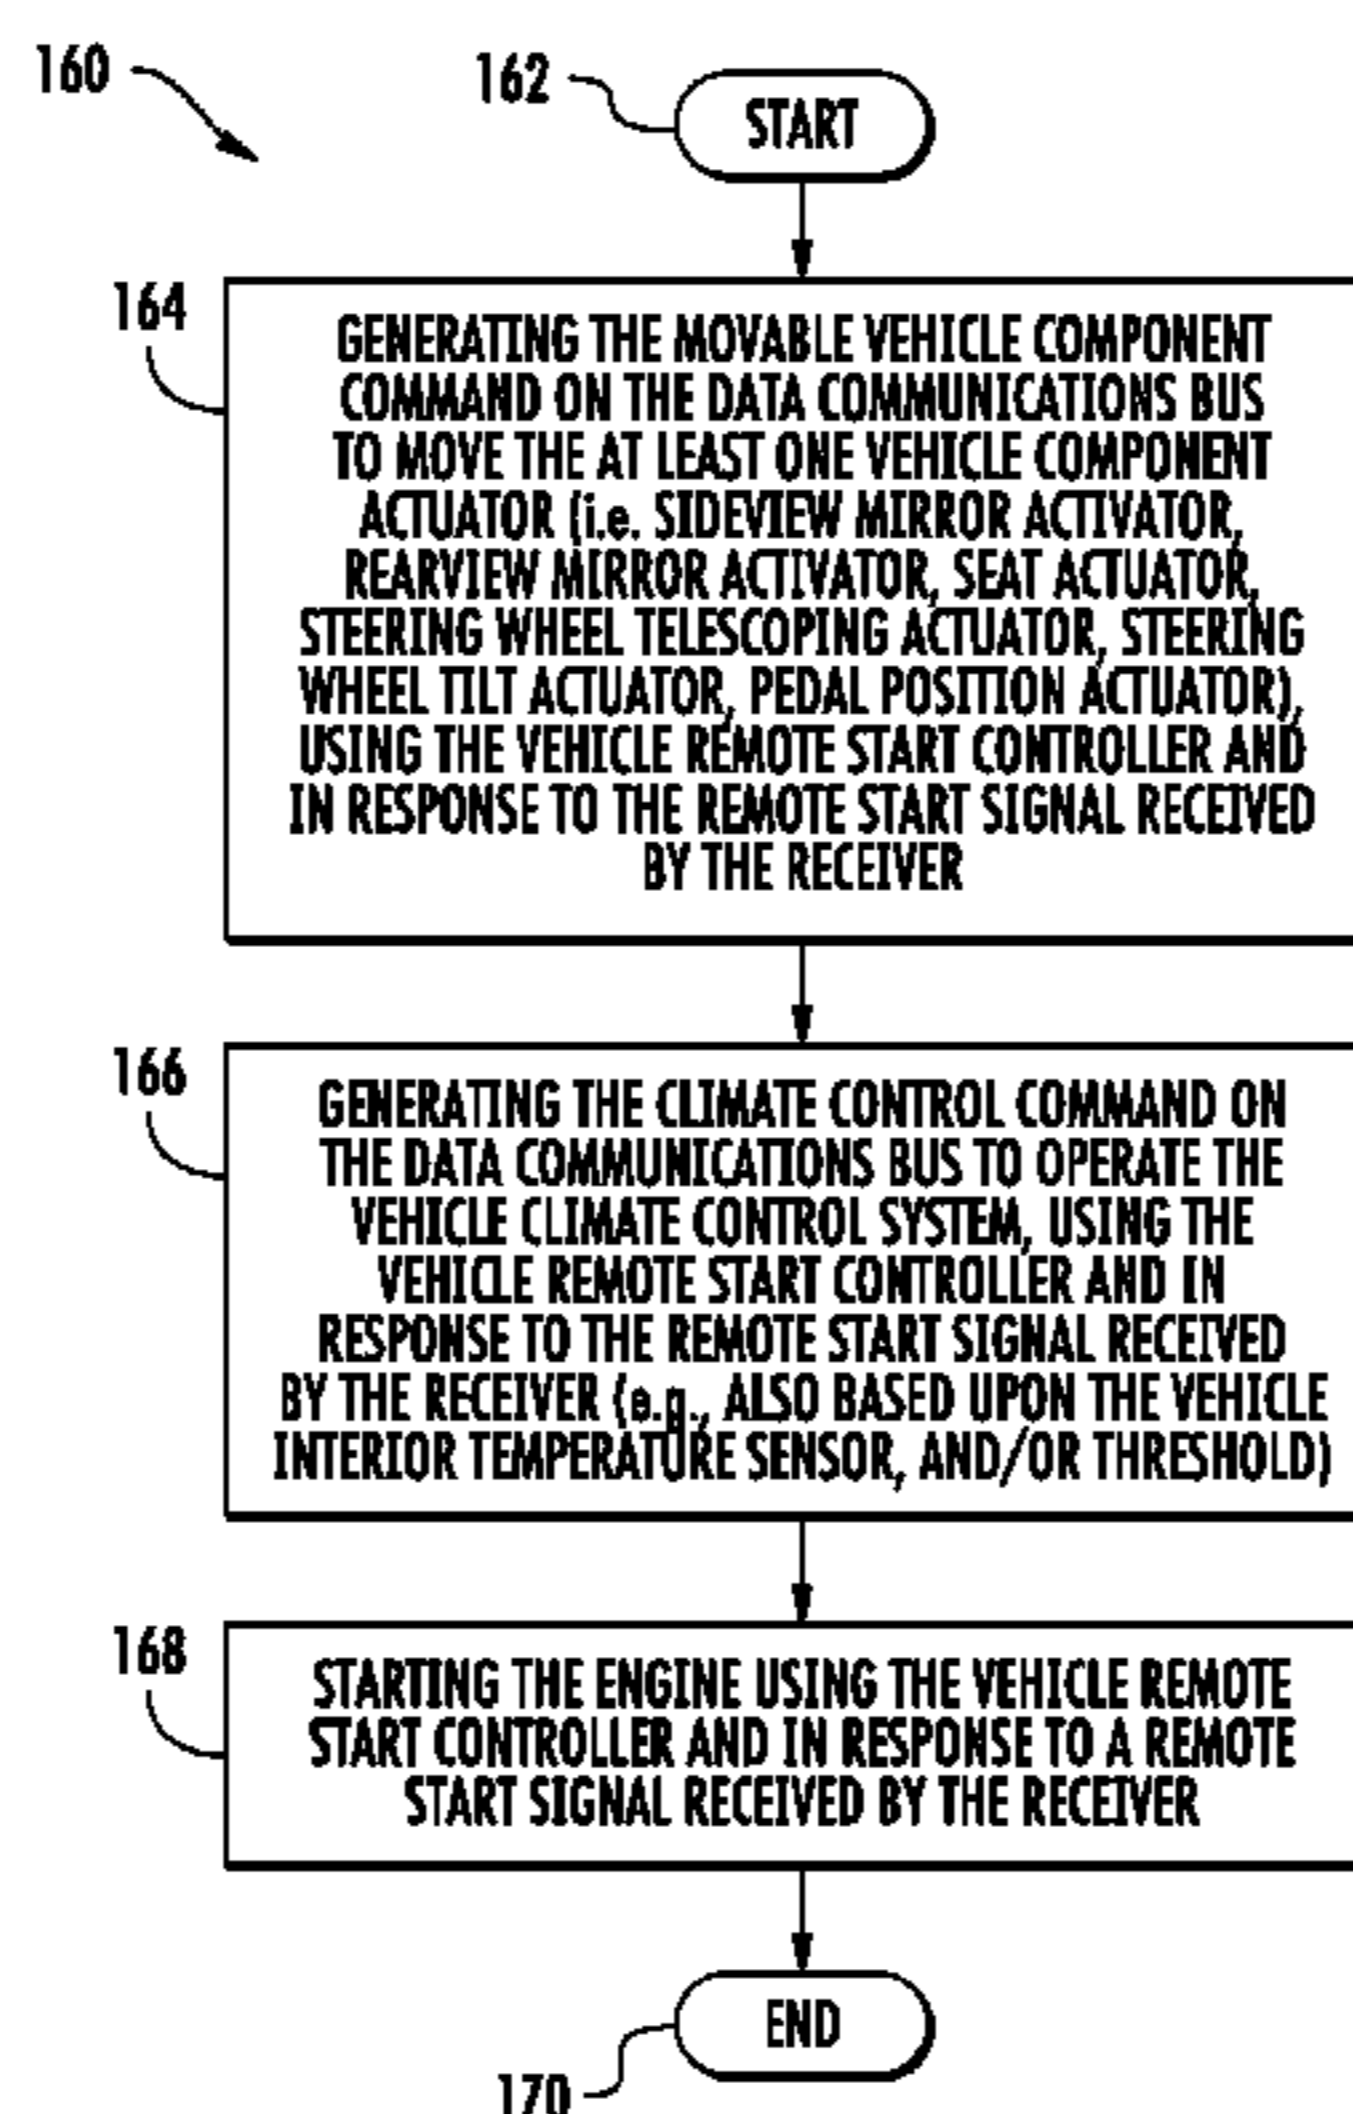 160
162
START
164
GENERATING THE MOVABLE VEHICLE COMPONENT
COMMAND ON THE DATA COMMUNICATIONS BUS
TO MOVE THE AT LEAST ONE VEHICLE COMPONENT
ACTUATOR (i.e. SIDEVIEW MIRROR ACTIVATOR,
REARVIEW MIRROR ACTIVATOR, SEAT ACTUATOR,
STEERING WHEEL TELESCOPING ACTUATOR, STEERING
WHEEL TILT ACTUATOR, PEDAL POSITION ACTUATOR),
USING THE VEHICLE REMOTE START CONTROLLER AND
IN RESPONSE TO THE REMOTE START SIGNAL RECEIVED
BY THE RECEIVER
166
GENERATING THE CLIMATE CONTROL COMMAND ON
THE DATA COMMUNICATIONS BUS TO OPERATE THE
VEHICLE CLIMATE CONTROL SYSTEM, USING THE
VEHICLE REMOTE START CONTROLLER AND IN
RESPONSE TO THE REMOTE START SIGNAL RECEIVED
BY THE RECEIVER (e.g., ALSO BASED UPON THE VEHICLE
INTERIOR TEMPERATURE SENSOR, AND/OR THRESHOLD)
168
STARTING THE ENGINE USING THE VEHICLE REMOTE
START CONTROLLER AND IN RESPONSE TO A REMOTE
START SIGNAL RECEIVED BY THE RECEIVER
END
170